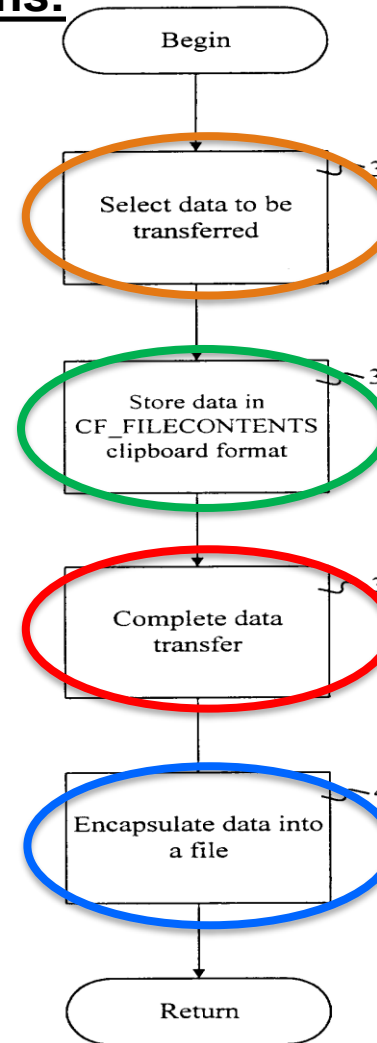 Begin
Select data to be
transferred
Store data in
CF_FILECONTENTS
clipboard format
Complete data
transfer
Encapsulate data into
a file
Return